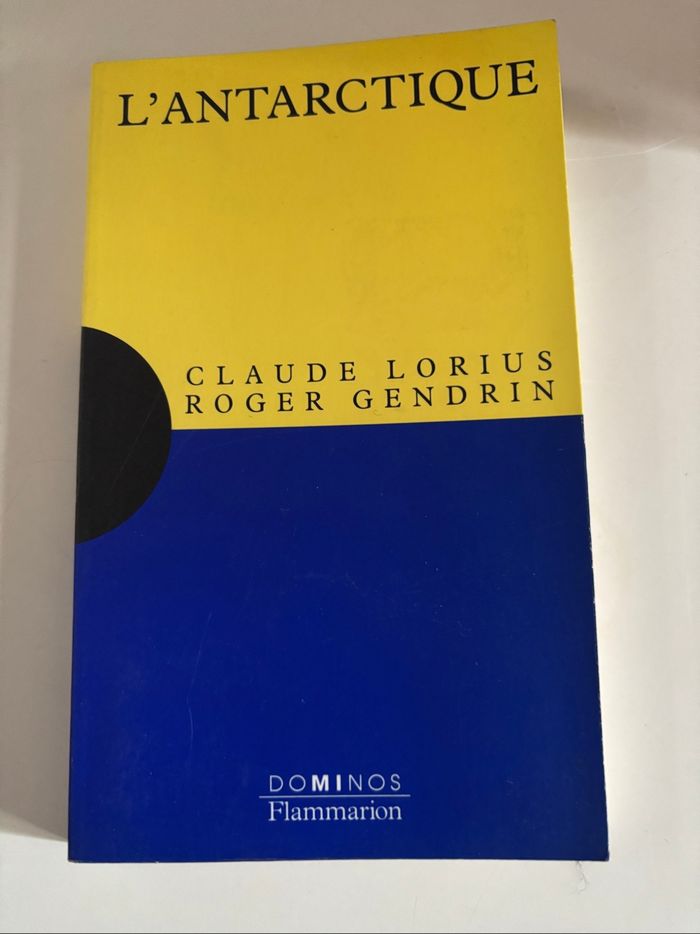 L'ANTARCTIQUE
CLAUDE LORIUS
ROGER GENDRIN
DOMINOS
Flammarion